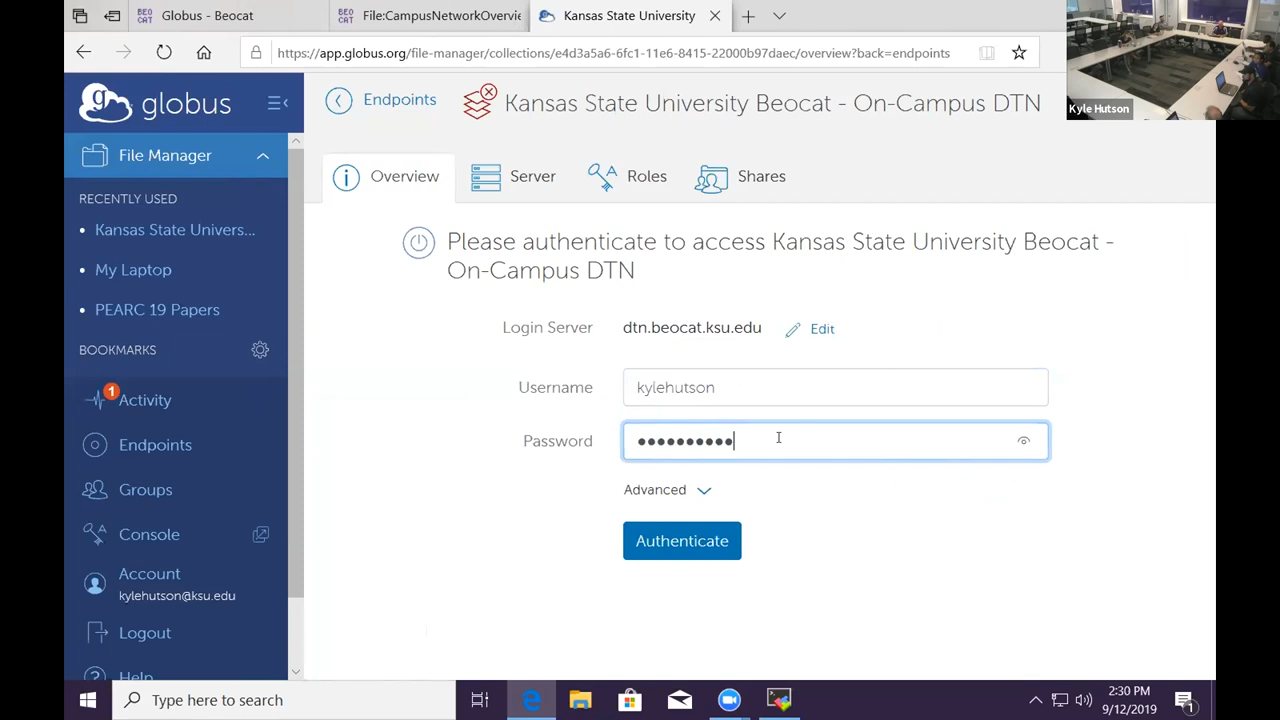 Globus - Beocat
File:CampusNetworkOvervie
Kansas State University
https://app.globus.org/file-manager/collections/e4d3a5a6-6fc1-11e6-8415-22000b97daec/overview?back=endpoints
Kyle Hutson
globus
Endpoints
Kansas State University Beocat - On-Campus DTN
File Manager
Overview
Server
Roles
Shares
RECENTLY USED
Kansas State Univers...
My Laptop
PEARC 19 Papers
BOOKMARKS
1
Activity
Endpoints
Groups
Console
Account
kylehutson@ksu.edu
Logout
Help
Please authenticate to access Kansas State University Beocat -
On-Campus DTN
Login Server dtn.beocat.ksu.edu Edit
Username kylehutson
Password
Advanced
Authenticate
Type here to search
2:30 PM
9/12/2019
1